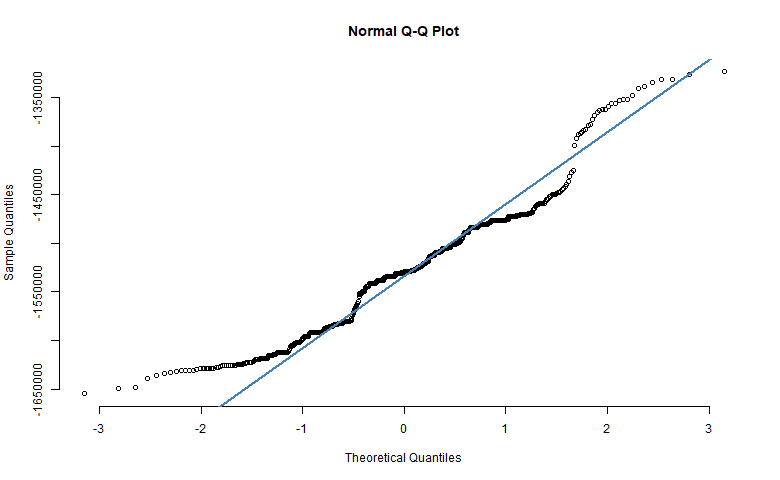 Normal Q-Q Plot
Sample Quantiles
-1350000
-1450000
-1550000
-1650000
-3 -2 -1 0 1 2 3
Theoretical Quantiles